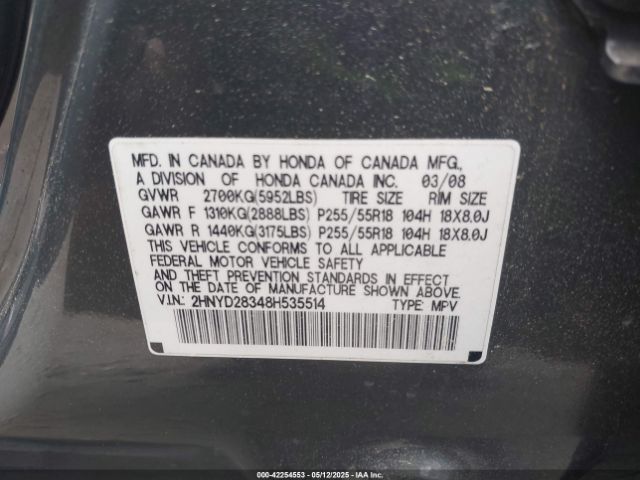 MFD. IN CANADA BY HONDA OF CANADA MFG.,
A DIVISION OF HONDA CANADA INC. 03/08
GVWR 2700KG(5952LBS) TIRE SIZE RIM SIZE
GAWR F 1310KG(2888LBS) P255/55R18 104H 18X8.0J
GAWR R 1440KG(3175LBS) P255/55R18 104H 18X8.0J
THIS VEHICLE CONFORMS TO ALL APPLICABLE
FEDERAL MOTOR VEHICLE SAFETY
AND THEFT PREVENTION STANDARDS IN EFFECT
ON THE DATE OF MANUFACTURE SHOWN ABOVE.
V.I.N.: 2HNYD28348H535514 TYPE: MPV
000-42254553 - 05/12/2025 - IAAI.COM